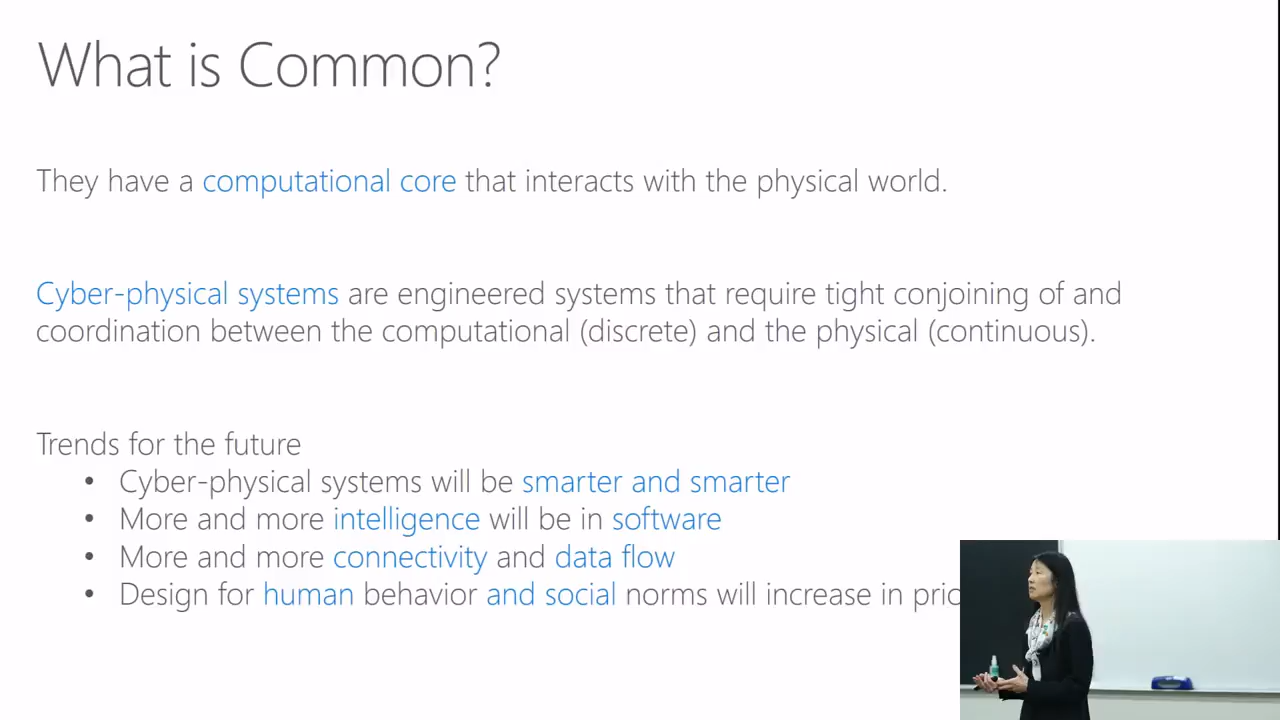 What is Common?
They have a computational core that interacts with the physical world.
Cyber-physical systems are engineered systems that require tight conjoining of and
coordination between the computational (discrete) and the physical (continuous).
Trends for the future
• Cyber-physical systems will be smarter and smarter
• More and more intelligence will be in software
• More and more connectivity and data flow
• Design for human behavior and social norms will increase in